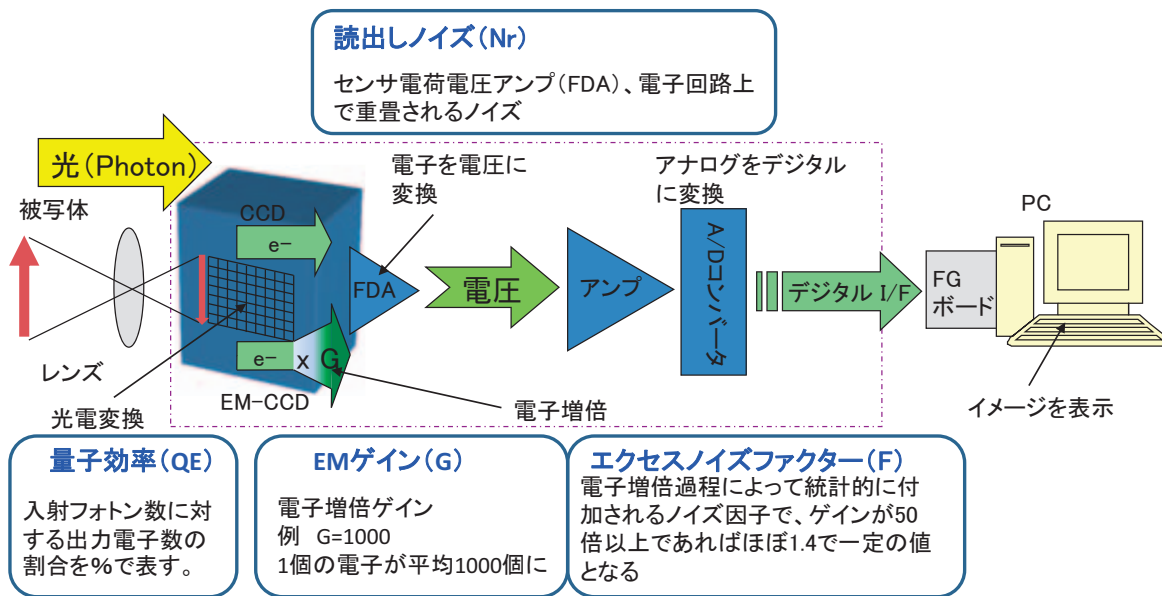 読出しノイズ(Nr)
センサ電荷電圧アンプ(FDA)、電子回路上
で重畳されるノイズ
光(Photon)
被写体
レンズ
光電変換
CCD
e−
e−
x
G
EM−CCD
電子を電圧に
変換
FDA
電子増倍
電圧
アンプ
アナログをデジタル
に変換
A/Dコンバータ
デジタル I/F
FG
ボード
PC
イメージを表示
量子効率(QE)
入射フォトン数に対
する出力電子数の
割合を%で表す。
EMゲイン(G)
電子増倍ゲイン
例 G=1000
1個の電子が平均1000個に
エクセスノイズファクター(F)
電子増倍過程によって統計的に付
加されるノイズ因子で、ゲインが50
倍以上であればほぼ1.4で一定の値
となる